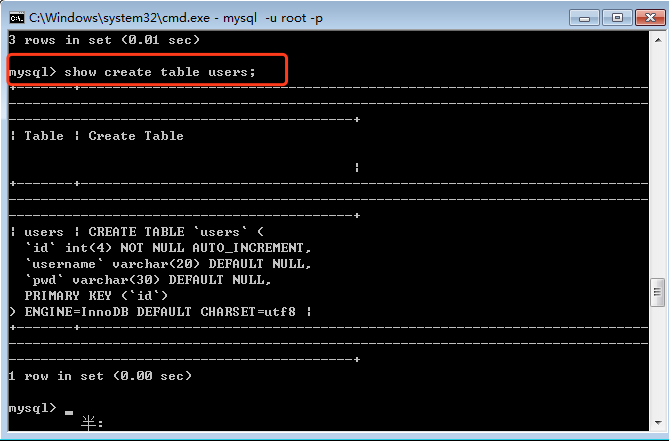 C:\Windows\system32\cmd.exe - mysql -u root -p
3 rows in set (0.01 sec)
mysql> show create table users;
+-------+----------------------------------------------------------------------
--------------------------------------------------------------------------------
-------------------------------------------+
| Table | Create Table
|
+-------+----------------------------------------------------------------------
--------------------------------------------------------------------------------
-------------------------------------------+
| users | CREATE TABLE `users` (
`id` int(4) NOT NULL AUTO_INCREMENT,
`username` varchar(20) DEFAULT NULL,
`pwd` varchar(30) DEFAULT NULL,
PRIMARY KEY (`id`)
) ENGINE=InnoDB DEFAULT CHARSET=utf8 |
+-------+----------------------------------------------------------------------
--------------------------------------------------------------------------------
-------------------------------------------+
1 row in set (0.00 sec)
mysql> _
半: